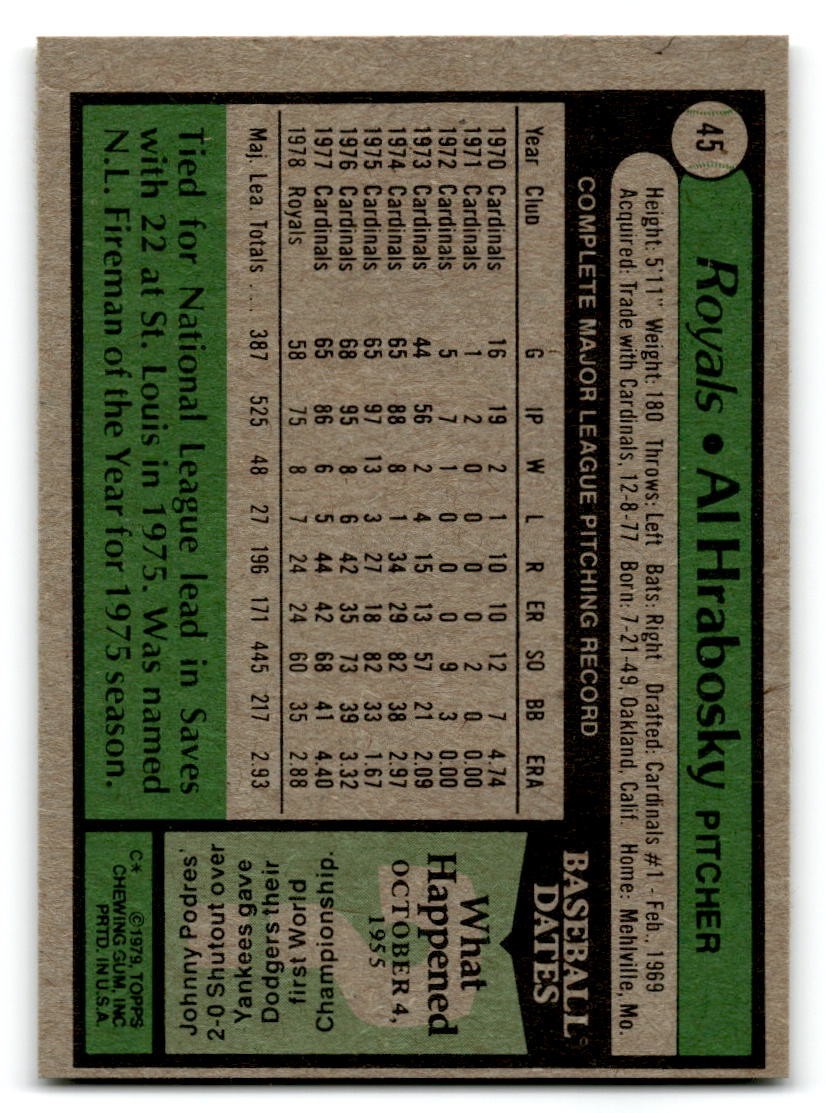 45
Royals • Al Hrabosky PITCHER
Height: 5'11" Weight: 180 Throws: Left Bats: Right Drafted: Cardinals #1 - Feb., 1969
Acquired: Trade with Cardinals, 12-8-77 Born: 7-21-49, Oakland, Calif. Home: Mehlville, Mo.
COMPLETE MAJOR LEAGUE PITCHING RECORD
Year Club G IP W L R ER SO BB ERA
1970 Cardinals 16 19 2 1 10 10 12 7 4.74
1971 Cardinals 1 2 0 0 0 0 2 0 0.00
1972 Cardinals 5 7 1 0 0 0 9 3 0.00
1973 Cardinals 44 56 2 4 15 13 57 21 2.09
1974 Cardinals 65 88 8 1 34 29 82 38 2.97
1975 Cardinals 65 97 13 3 27 18 82 33 1.67
1976 Cardinals 68 95 8 6 42 35 73 39 3.32
1977 Cardinals 65 86 6 5 44 42 68 41 4.40
1978 Royals 58 75 8 7 24 24 60 35 2.88
Maj. Lea. Totals .... 387 525 48 27 196 171 445 217 2.93
Tied for National League lead in Saves
with 22 at St. Louis in 1975. Was named
N.L. Fireman of the Year for 1975 season.
BASEBALL
DATES
What
Happened
OCTOBER 4,
1955
Johnny Podres'
2-0 Shutout over
Yankees gave
Dodgers their
first World
Championship.
C* ©1979, TOPPS
CHEWING GUM, INC
PRTD. IN U.S.A.